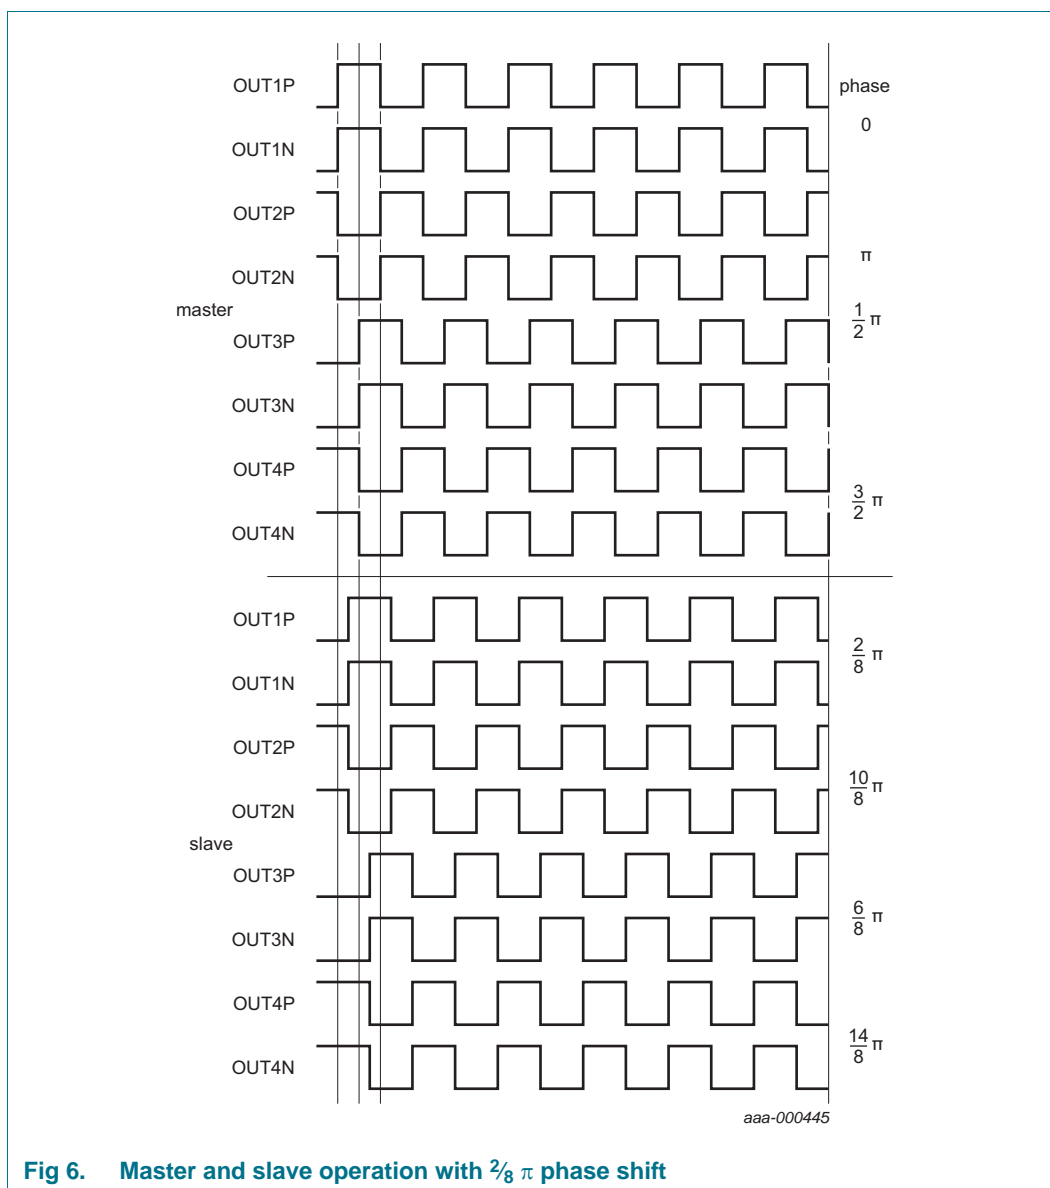 OUT1P
phase
0
OUT1N
OUT2P
π
OUT2N
master
1/2 π
OUT3P
OUT3N
OUT4P
3/2 π
OUT4N
OUT1P
2/8 π
OUT1N
OUT2P
10/8 π
OUT2N
slave
OUT3P
6/8 π
OUT3N
OUT4P
14/8 π
OUT4N
aaa-000445
Fig 6. Master and slave operation with 2⁄8 π phase shift